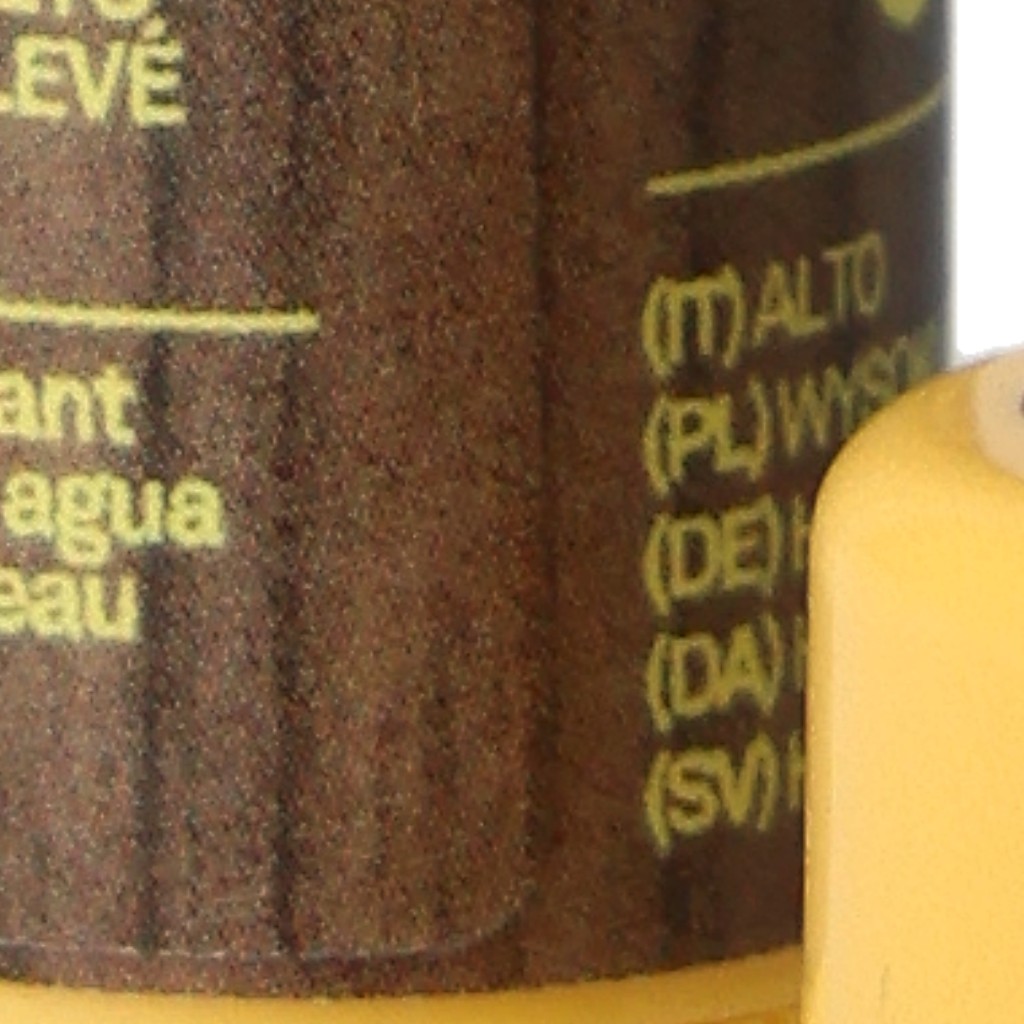 LEVÉ
ant
agua
eau
(IT) ALTO
(PL)
(DE)
(DA)
(SV)